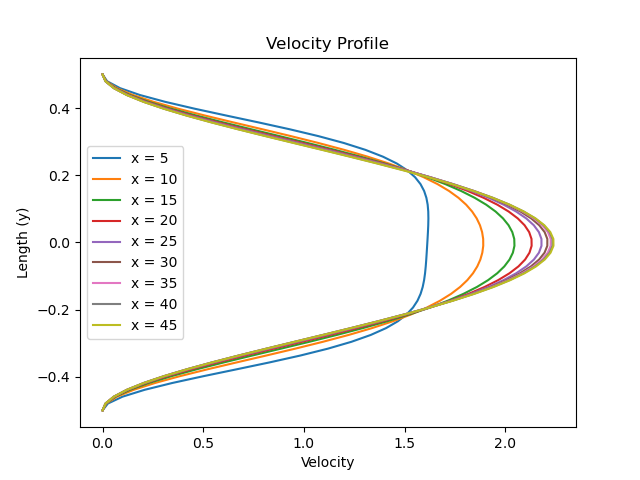 Velocity Profile
Length (y)
0.4
0.2
0.0
−0.2
−0.4
x = 5
x = 10
x = 15
x = 20
x = 25
x = 30
x = 35
x = 40
x = 45
0.0 0.5 1.0 1.5 2.0
Velocity